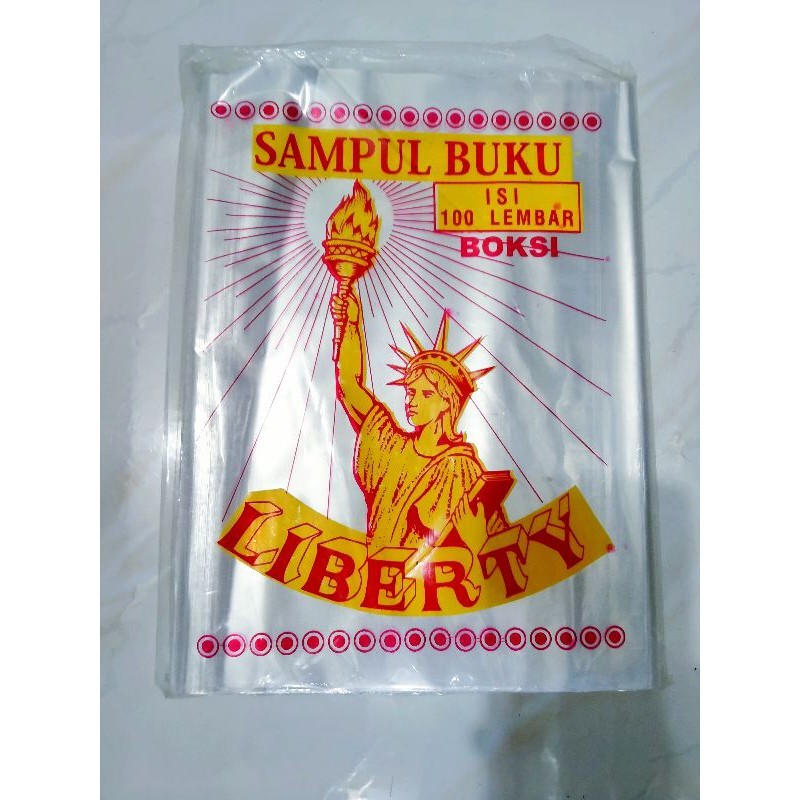 SAMPUL BUKU
ISI
100 LEMBAR
BOKSI
LIBERTY